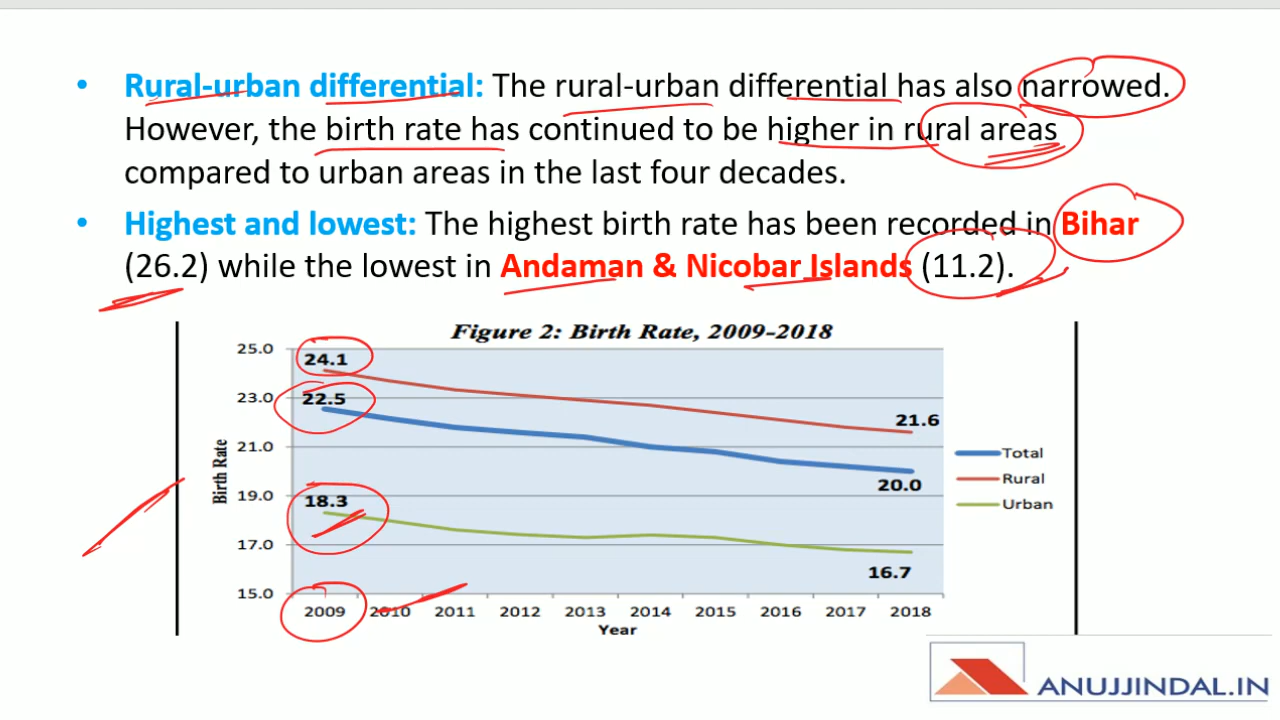 • Rural-urban differential: The rural-urban differential has also narrowed.
However, the birth rate has continued to be higher in rural areas
compared to urban areas in the last four decades.
• Highest and lowest: The highest birth rate has been recorded in Bihar
(26.2) while the lowest in Andaman & Nicobar Islands (11.2).
Figure 2: Birth Rate, 2009-2018
25.0
24.1
23.0
22.5
21.6
21.0
Birth Rate
Total
20.0
Rural
19.0
18.3
Urban
17.0
16.7
15.0
2009 2010 2011 2012 2013 2014 2015 2016 2017 2018
Year
ANUJJINDAL.IN